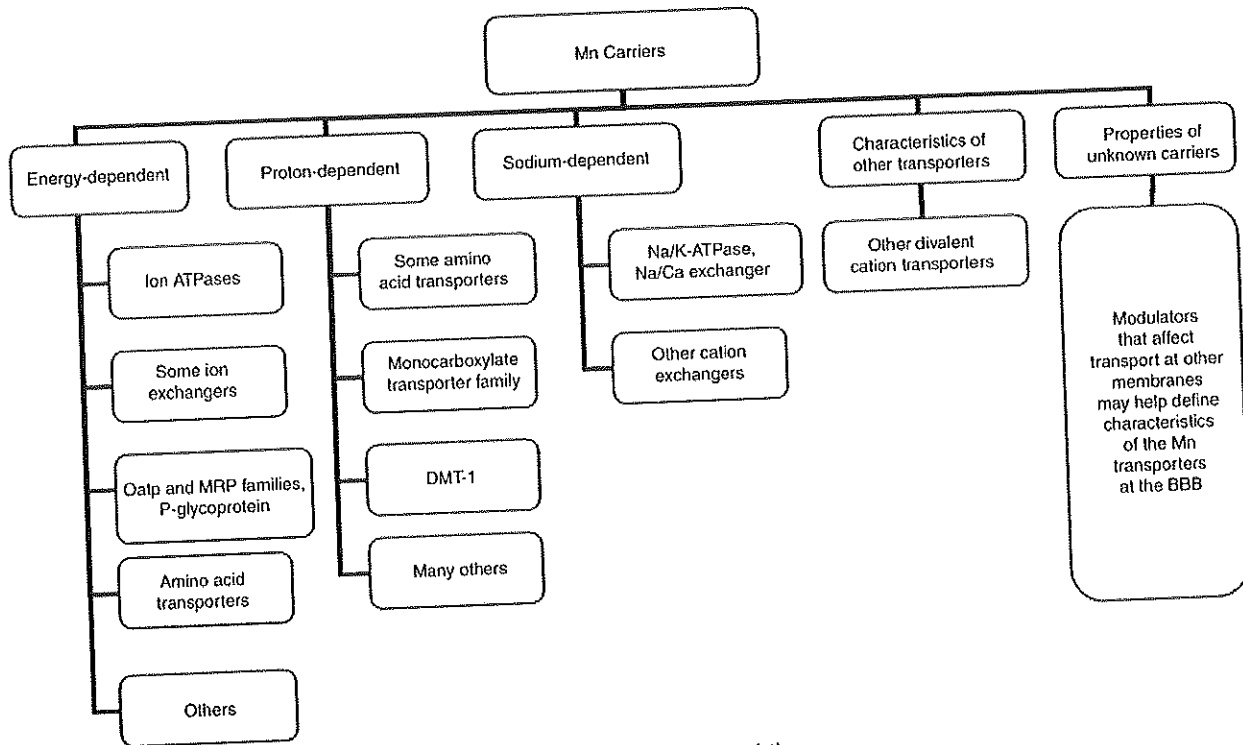 Mn Carriers
Energy-dependent
Proton-dependent
Sodium-dependent
Characteristics of
other transporters
Properties of
unknown carriers
Ion ATPases
Some ion
exchangers
Oatp and MRP families,
P-glycoprotein
Amino acid
transporters
Others
Some amino
acid transporters
Monocarboxylate
transporter family
DMT-1
Many others
Na/K-ATPase,
Na/Ca exchanger
Other cation
exchangers
Other divalent
cation transporters
Modulators
that affect
transport at other
membranes
may help define
characteristics
of the Mn
transporters
at the BBB